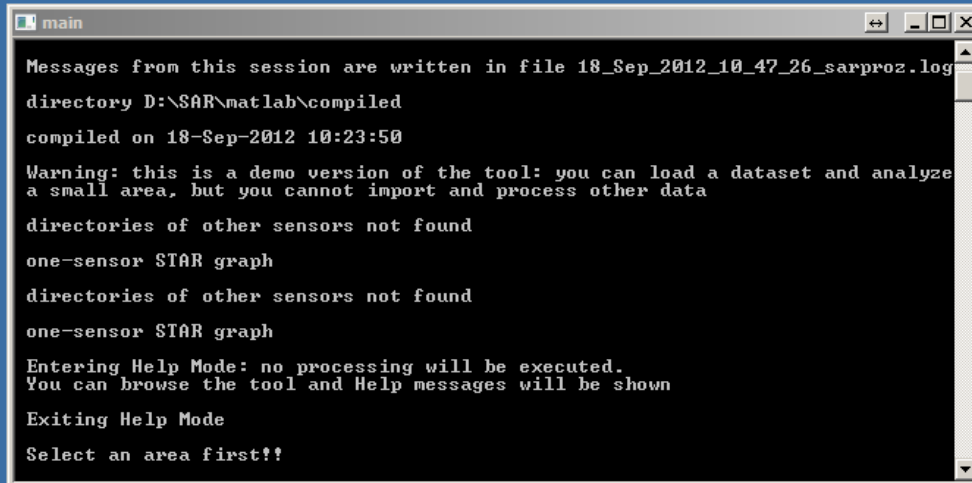 main
Messages from this session are written in file 18_Sep_2012_10_47_26_sarproz.log
directory D:\SAR\matlab\compiled
compiled on 18-Sep-2012 10:23:50
Warning: this is a demo version of the tool: you can load a dataset and analyze
a small area, but you cannot import and process other data
directories of other sensors not found
one-sensor STAR graph
directories of other sensors not found
one-sensor STAR graph
Entering Help Mode: no processing will be executed.
You can browse the tool and Help messages will be shown
Exiting Help Mode
Select an area first!!